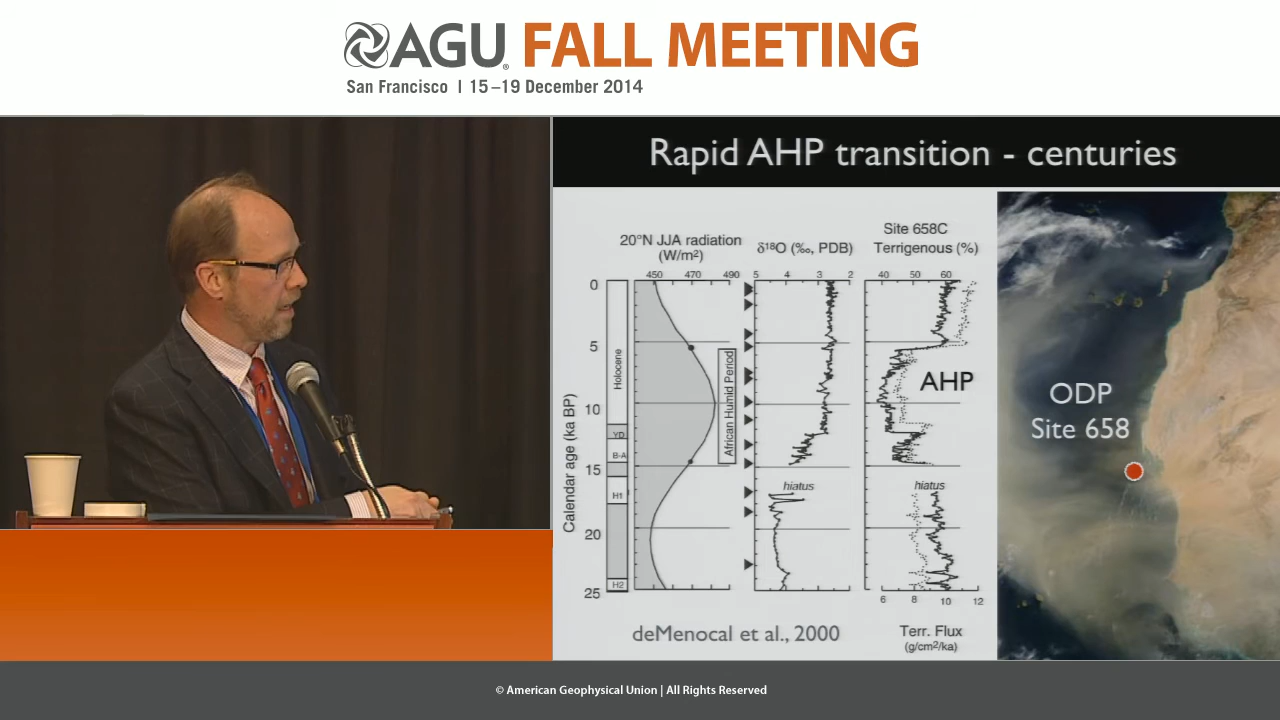 AGU® FALL MEETING
San Francisco | 15–19 December 2014
Rapid AHP transition - centuries
Site 658C
20°N JJA radiation
(W/m²)
δ¹⁸O (‰, PDB)
Terrigenous (%)
450 470 490
5 4 3 2
40 50 60
0
5
10
15
20
25
Calendar age (ka BP)
Holocene
YD
B-A
H1
H2
African Humid Period
hiatus
AHP
hiatus
6 8 10 12
Terr. Flux
(g/cm²/ka)
deMenocal et al., 2000
ODP
Site 658
© American Geophysical Union | All Rights Reserved